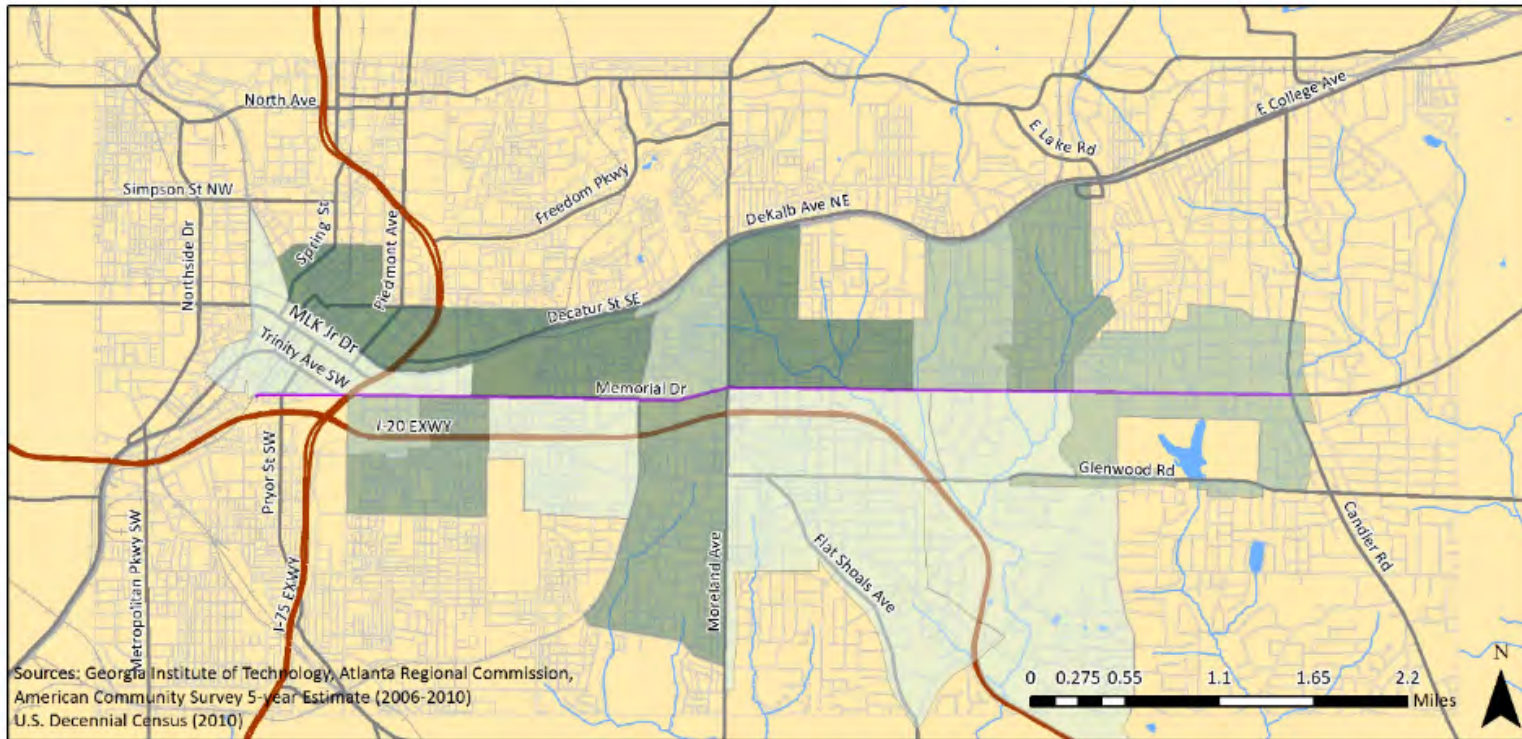 North Ave
E College Ave
E Lake Rd
Simpson St NW
Freedom Pkwy
Spring St
Piedmont Ave
DeKalb Ave NE
Northside Dr
Decatur St SE
MLK Jr Dr
Trinity Ave SW
Memorial Dr
I-20 EXWY
Pryor St SW
Glenwood Rd
Candler Rd
Flat Shoals Ave
Moreland Ave
Metropolitan Pkwy SW
I-75 EXWY
Sources: Georgia Institute of Technology, Atlanta Regional Commission,
American Community Survey 5-year Estimate (2006-2010)
U.S. Decennial Census (2010)
0 0.275 0.55 1.1 1.65 2.2
Miles
N